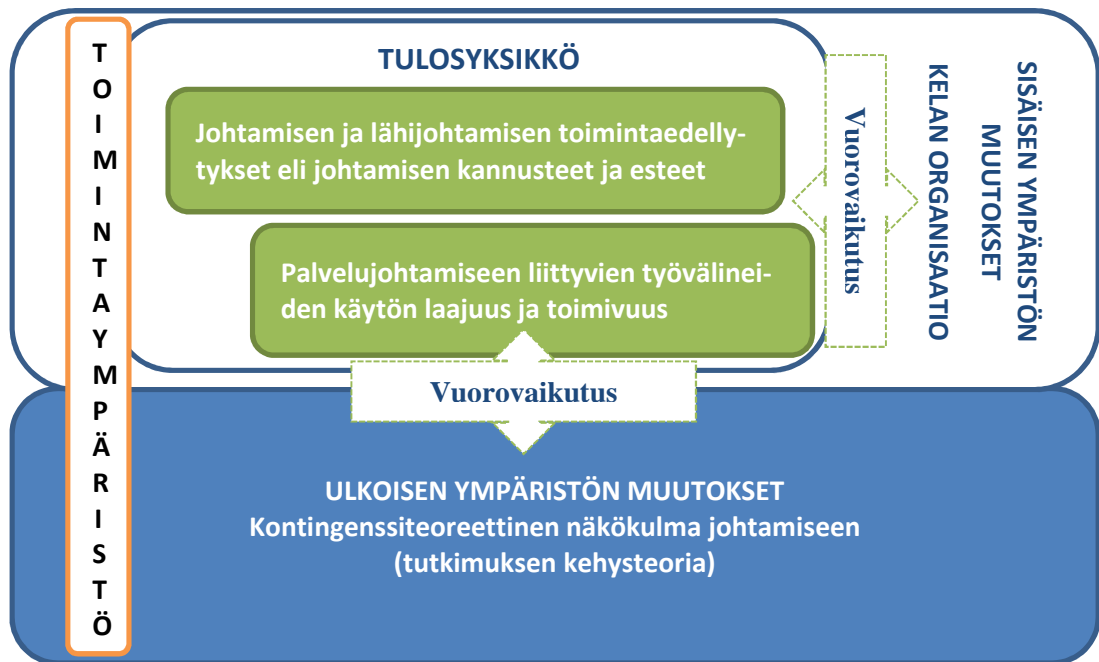 TOIMINTAYMPÄRISTÖ
TULOSYKSIKKÖ
Johtamisen ja lähijohtamisen toimintaedelly-
tykset eli johtamisen kannusteet ja esteet
Palvelujohtamiseen liittyvien työvälinei-
den käytön laajuus ja toimivuus
Vuorovaikutus
KELAN ORGANISAATIO
SISÄISEN YMPÄRISTÖN
MUUTOKSET
Vuorovaikutus
ULKOISEN YMPÄRISTÖN MUUTOKSET
Kontingenssiteoreettinen näkökulma johtamiseen
(tutkimuksen kehysteoria)